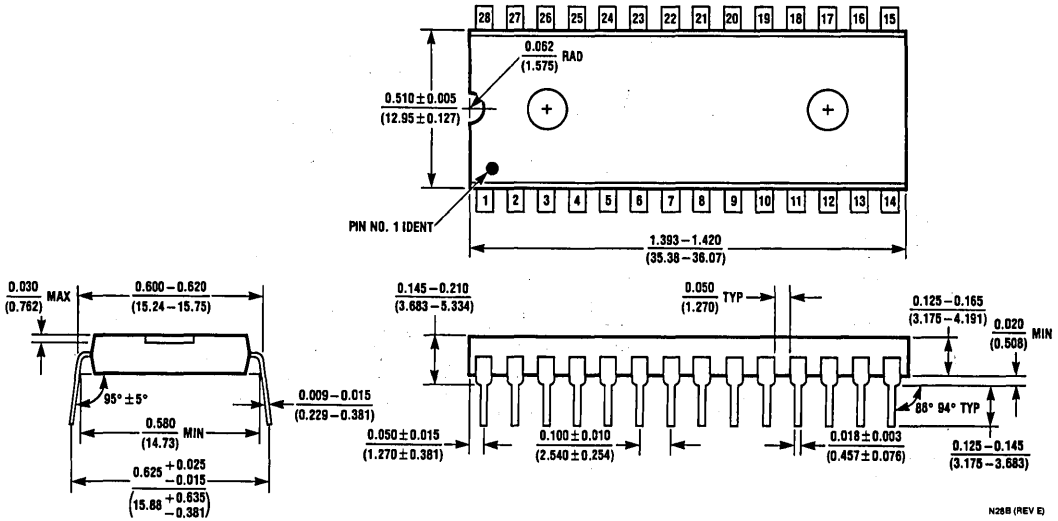 28 27 26 25 24 23 22 21 20 19 18 17 16 15
0.062
(1.575)
RAD
0.510 ± 0.005
(12.95 ± 0.127)
1 2 3 4 5 6 7 8 9 10 11 12 13 14
PIN NO. 1 IDENT
1.393 – 1.420
(35.38 – 36.07)
0.030
(0.762)
MAX
0.600 – 0.620
(15.24 – 15.75)
95° ± 5°
0.009 – 0.015
(0.229 – 0.381)
0.580
(14.73)
MIN
0.625 + 0.025
– 0.015
(15.88 + 0.635
– 0.381)
0.145 – 0.210
(3.683 – 5.334)
0.050
(1.270)
TYP
0.125 – 0.165
(3.175 – 4.191)
0.020
(0.508)
MIN
88° 94° TYP
0.050 ± 0.015
(1.270 ± 0.381)
0.100 ± 0.010
(2.540 ± 0.254)
0.018 ± 0.003
(0.457 ± 0.076)
0.125 – 0.145
(3.175 – 3.683)
N28B (REV E)